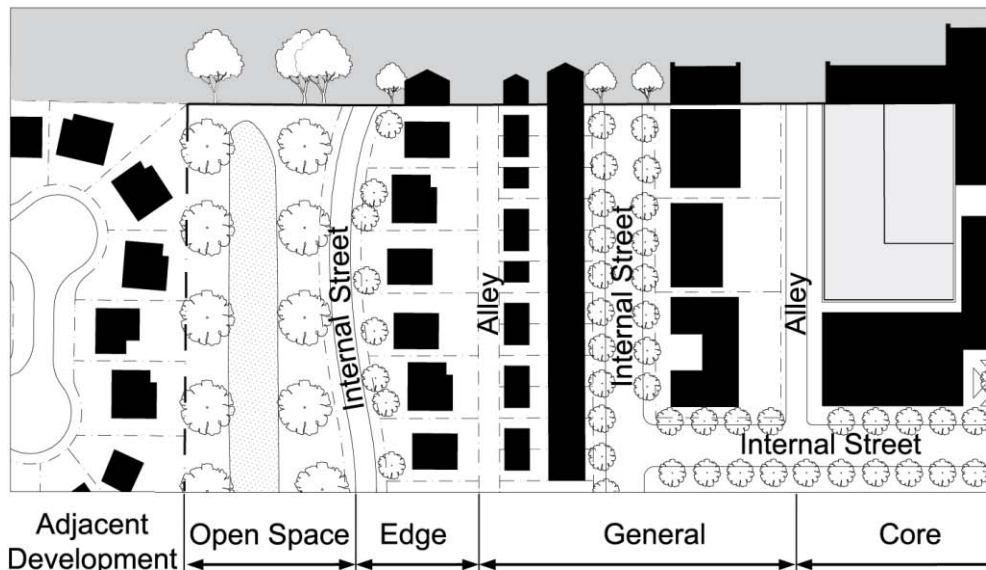 Internal Street
Alley
Internal Street
Alley
Internal Street
Adjacent
Development
Open Space
Edge
General
Core